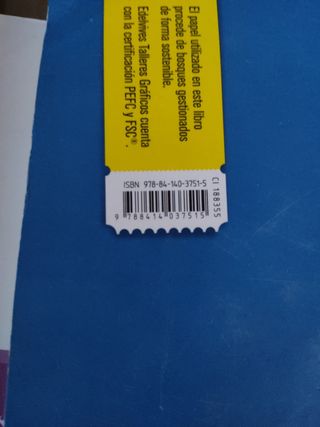 El papel utilizado en este libro
procede de bosques gestionados
de forma sostenible.
Edelvives Talleres Gráficos cuenta
con la certificación PEFC y FSC®.
ISBN 978-84-140-3751-5
9 788414 037515
CI 188355